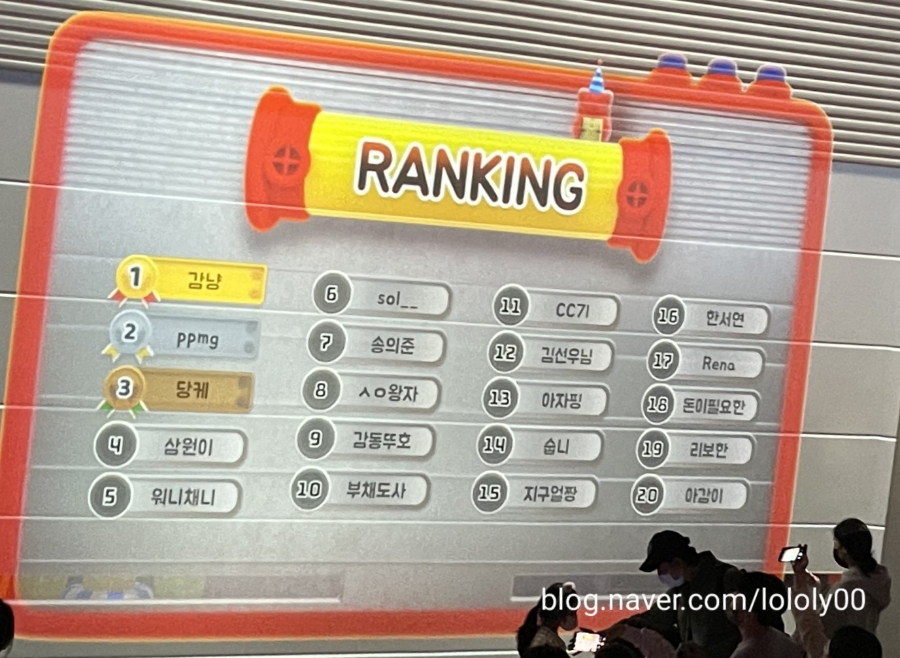 RANKING
1 감냥
2 ppmg
3 당케
4 삼원이
5 워니채니
6 sol__
7 송의준
8 ㅅㅇ왕자
9 감동뚜호
10 부채도사
11 CC기
12 김선우님
13 아자핑
14 숩니
15 지구얼짱
16 한서연
17 Rena
18 돈이필요한
19 리보한
20 아감이
blog.naver.com/lololy00